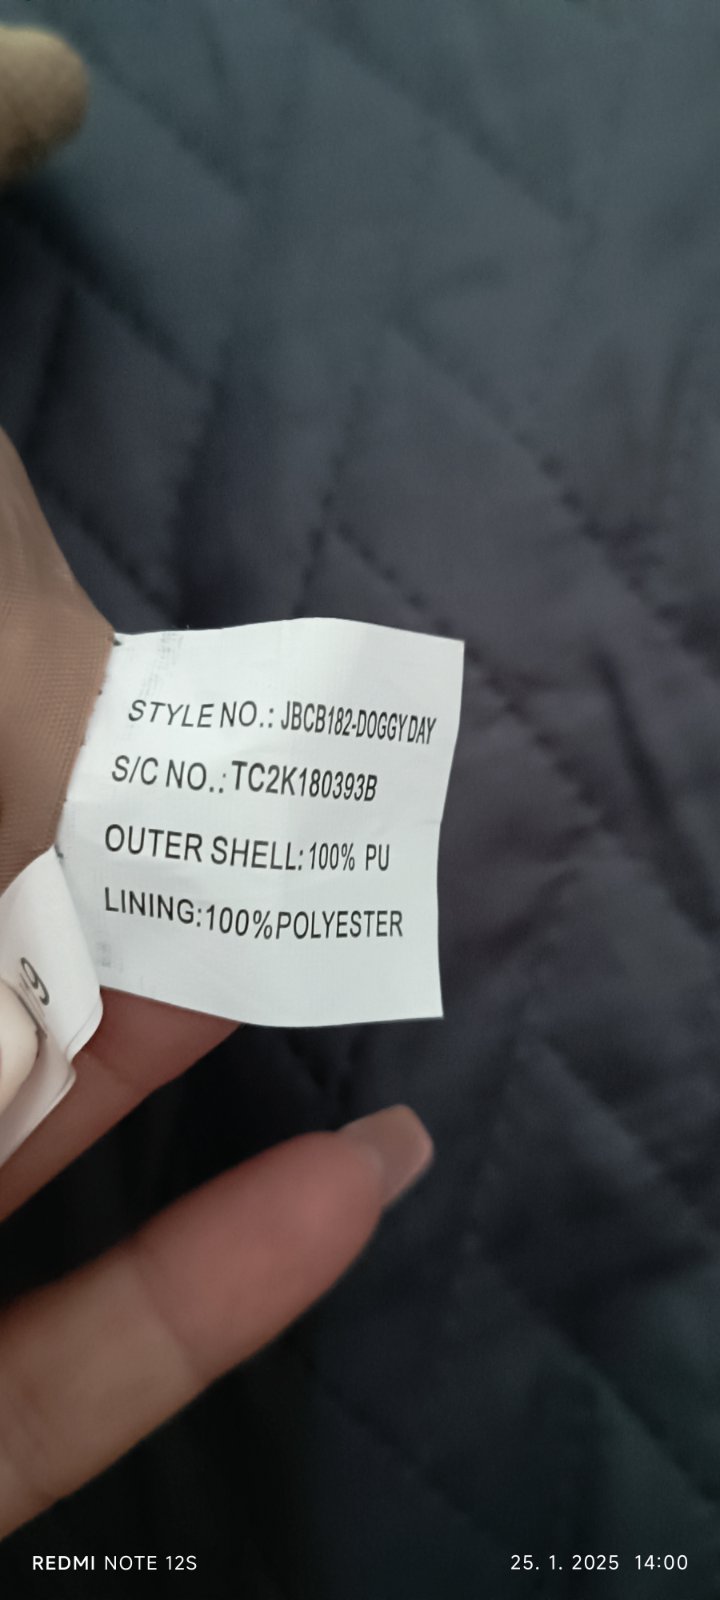 STYLE NO.: JBCB182-DOGGYDAY
S/C NO.:TC2K180393B
OUTER SHELL:100% PU
LINING:100%POLYESTER
REDMI NOTE 12S
25. 1. 2025 14:00